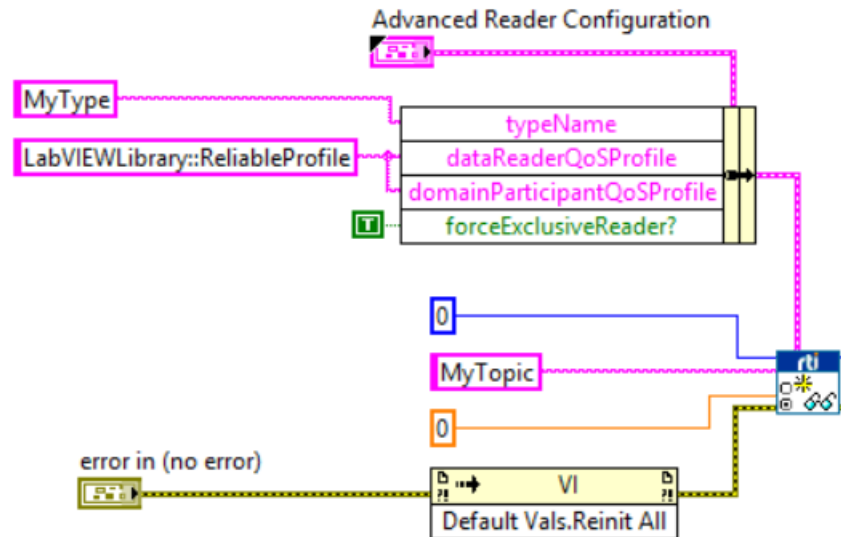 Advanced Reader Configuration
MyType
typeName
LabVIEWLibrary::ReliableProfile
dataReaderQoSProfile
domainParticipantQoSProfile
T
forceExclusiveReader?
0
rti
MyTopic
0
error in (no error)
?! VI ?!
Default Vals.Reinit All